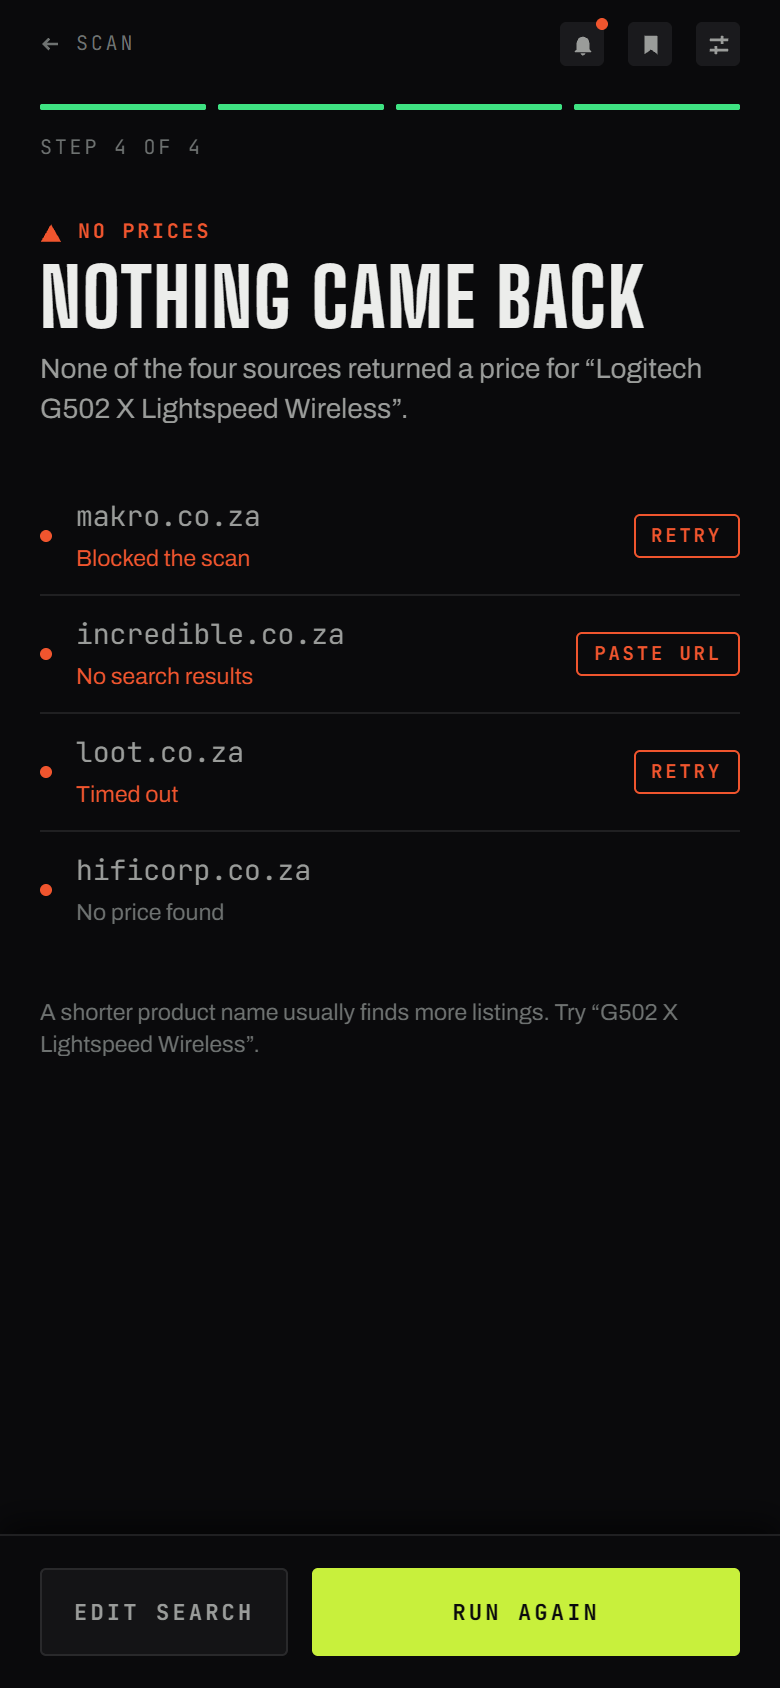 SCAN
STEP 4 OF 4
NO PRICES
NOTHING CAME BACK
None of the four sources returned a price for “Logitech
G502 X Lightspeed Wireless”.
makro.co.za
Blocked the scan
RETRY
incredible.co.za
No search results
PASTE URL
loot.co.za
Timed out
RETRY
hificorp.co.za
No price found
A shorter product name usually finds more listings. Try “G502 X
Lightspeed Wireless”.
EDIT SEARCH
RUN AGAIN